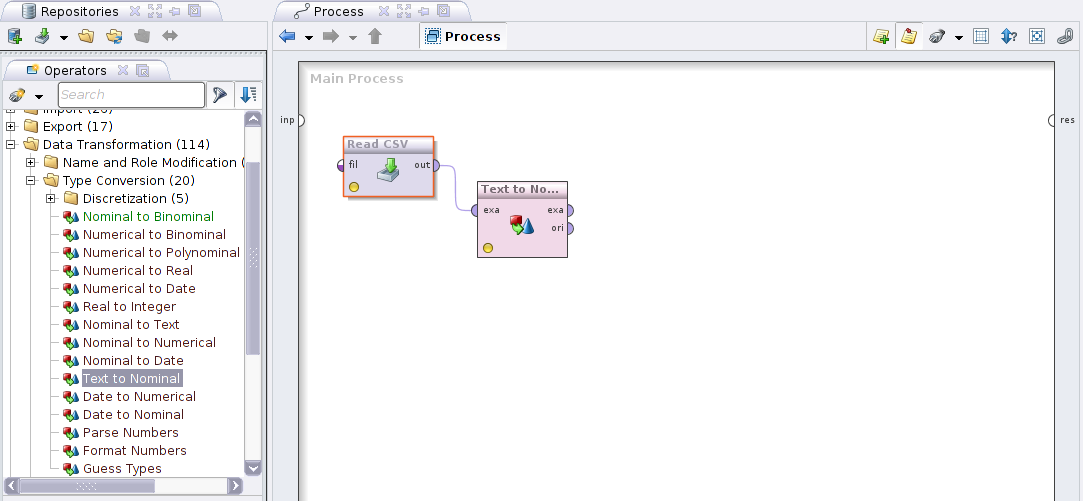 Repositories
Operators
Search
Import (26)
Export (17)
Data Transformation (114)
Name and Role Modification (
Type Conversion (20)
Discretization (5)
Nominal to Binominal
Numerical to Binominal
Numerical to Polynominal
Numerical to Real
Numerical to Date
Real to Integer
Nominal to Text
Nominal to Numerical
Nominal to Date
Text to Nominal
Date to Numerical
Date to Nominal
Parse Numbers
Format Numbers
Guess Types
Process
Process
Main Process
inp
res
Read CSV
fil out
Text to No...
exa exa
ori